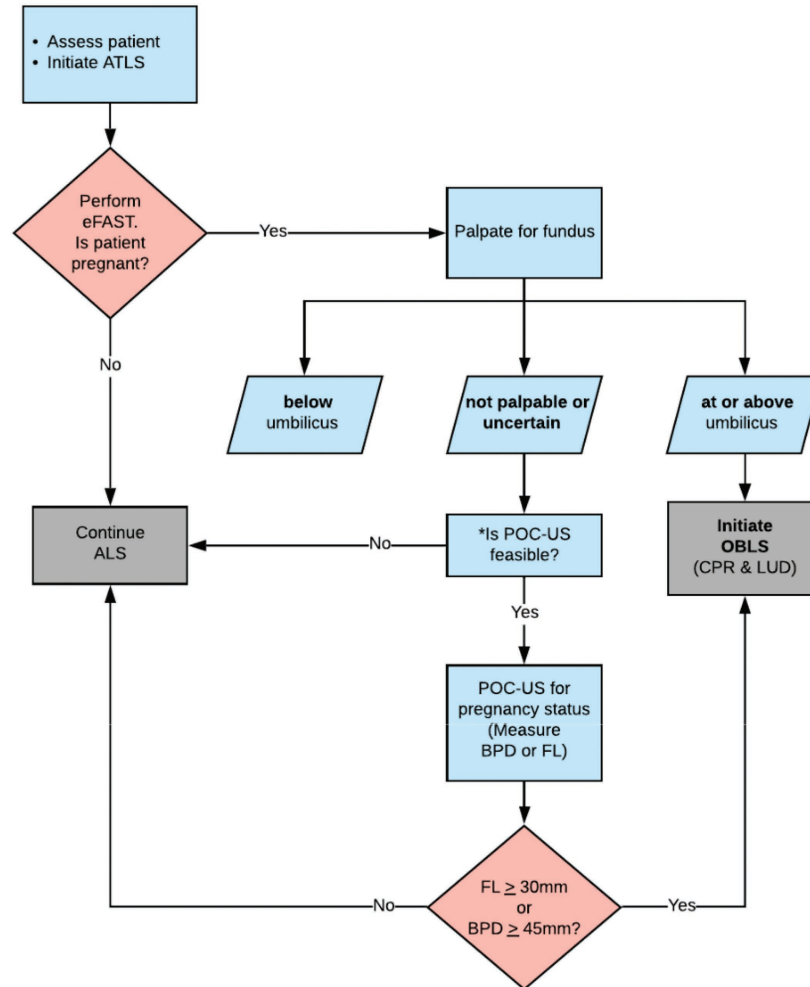 • Assess patient
• Initiate ATLS
Perform
eFAST.
Is patient
pregnant?
Yes
Palpate for fundus
No
below
umbilicus
not palpable or
uncertain
at or above
umbilicus
Continue
ALS
No
*Is POC-US
feasible?
Initiate
OBLS
(CPR & LUD)
Yes
POC-US for
pregnancy status
(Measure
BPD or FL)
No
FL ≥ 30mm
or
BPD ≥ 45mm?
Yes